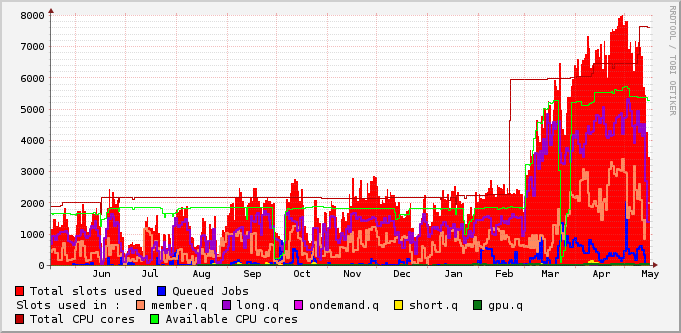 8000
7000
6000
5000
4000
3000
2000
1000
0
Jun Jul Aug Sep Oct Nov Dec Jan Feb Mar Apr May
RRDTOOL / TOBI OETIKER
Total slots used Queued Jobs
Slots used in : member.q long.q ondemand.q short.q gpu.q
Total CPU cores Available CPU cores